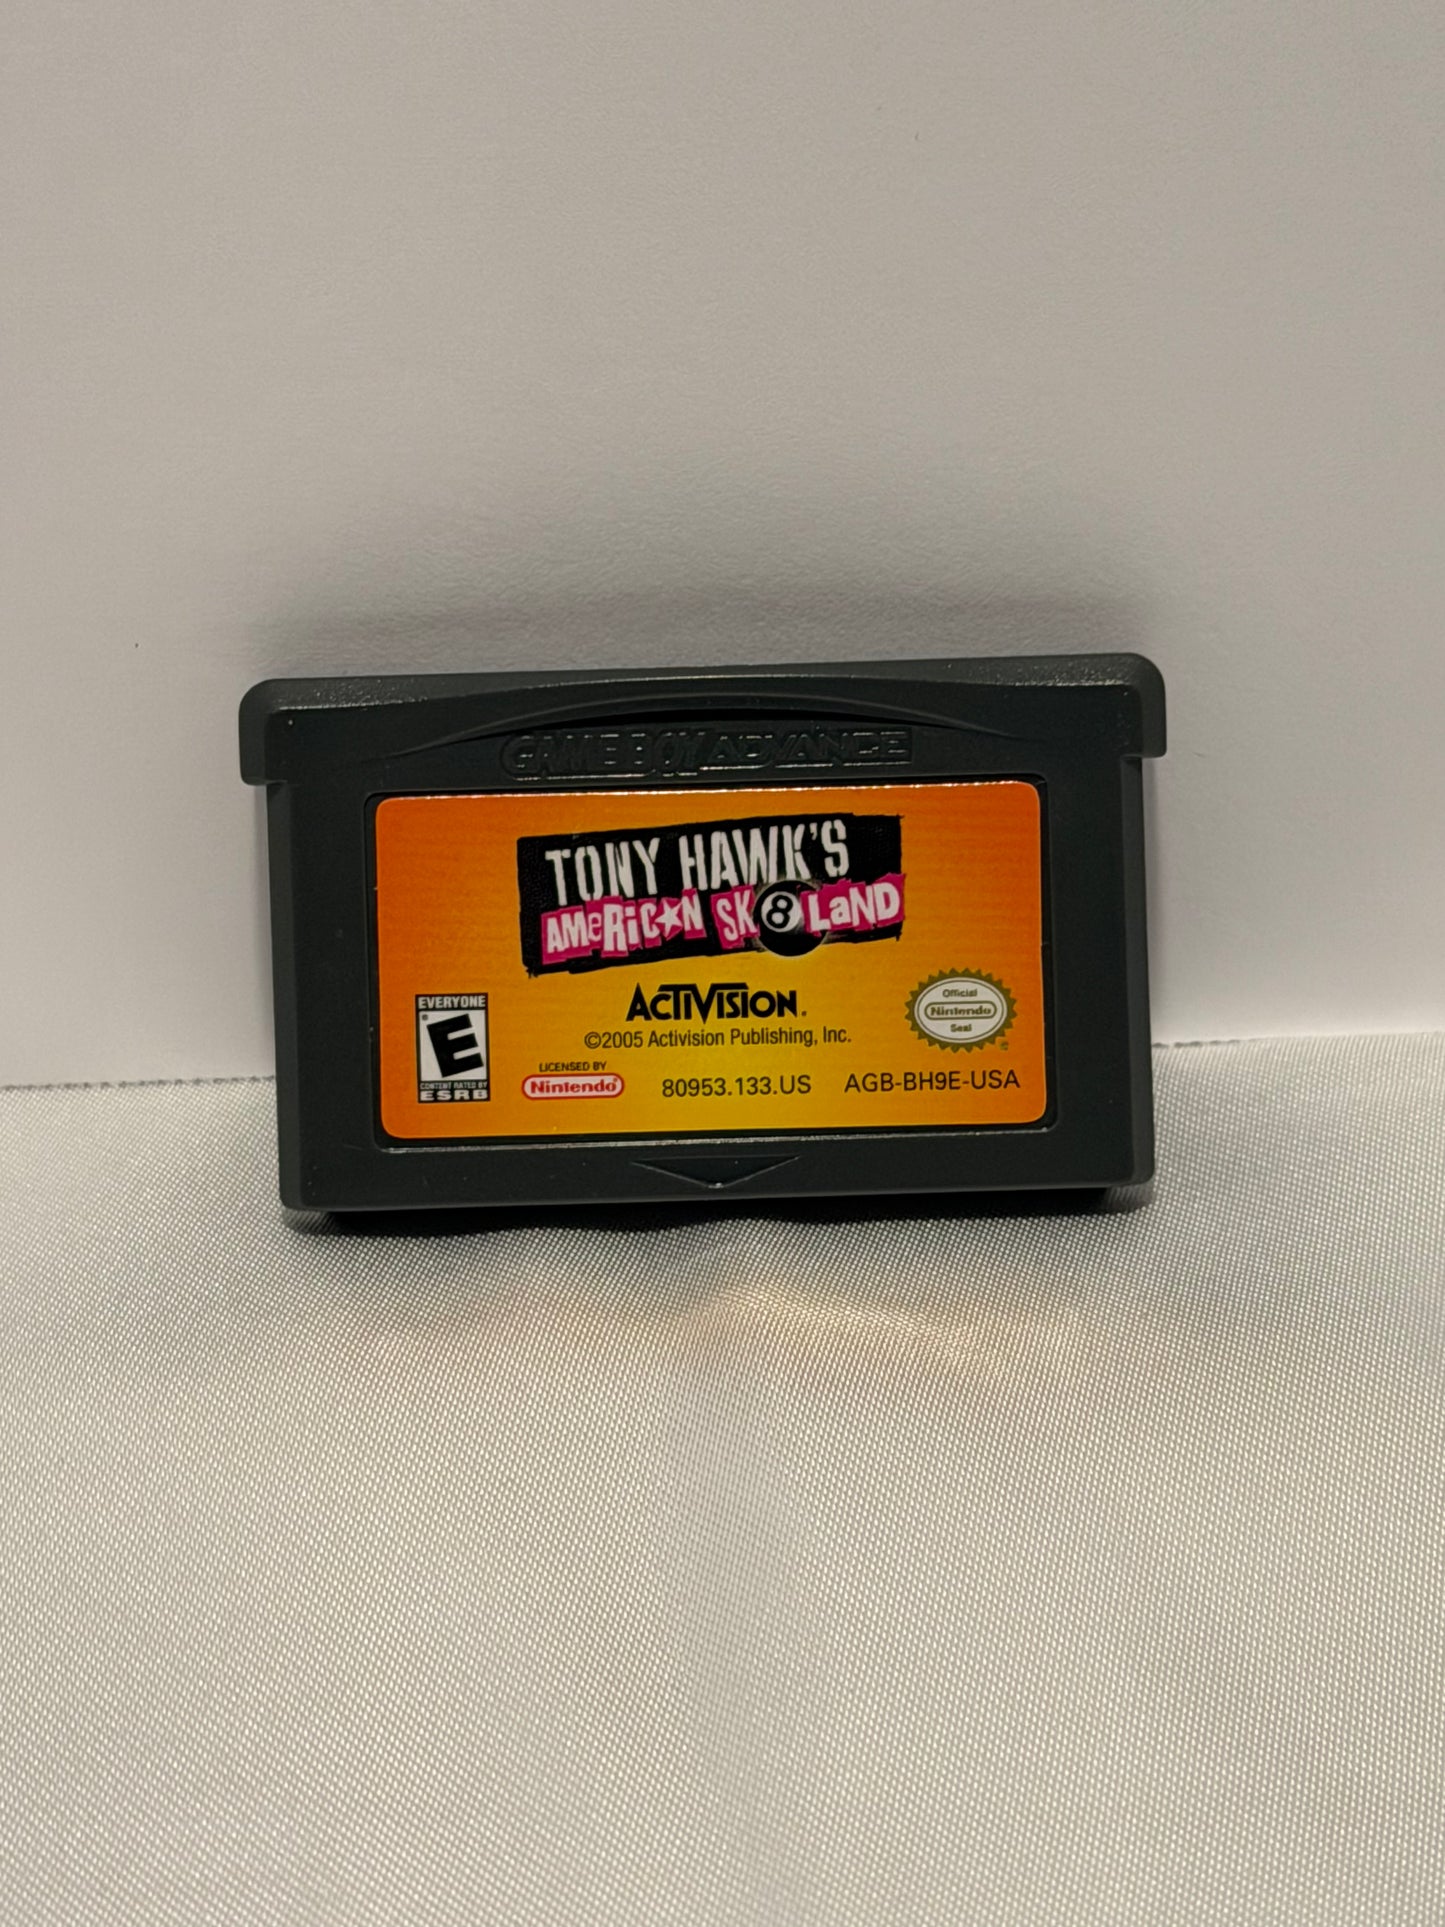 GAME BOY ADVANCE
TONY HAWK'S
AMeRiC★N SK8LaND
ACTIVISION.
©2005 Activision Publishing, Inc.
EVERYONE
E
CONTENT RATED BY
ESRB
LICENSED BY
Nintendo®
80953.133.US
AGB-BH9E-USA
Official
Nintendo
Seal